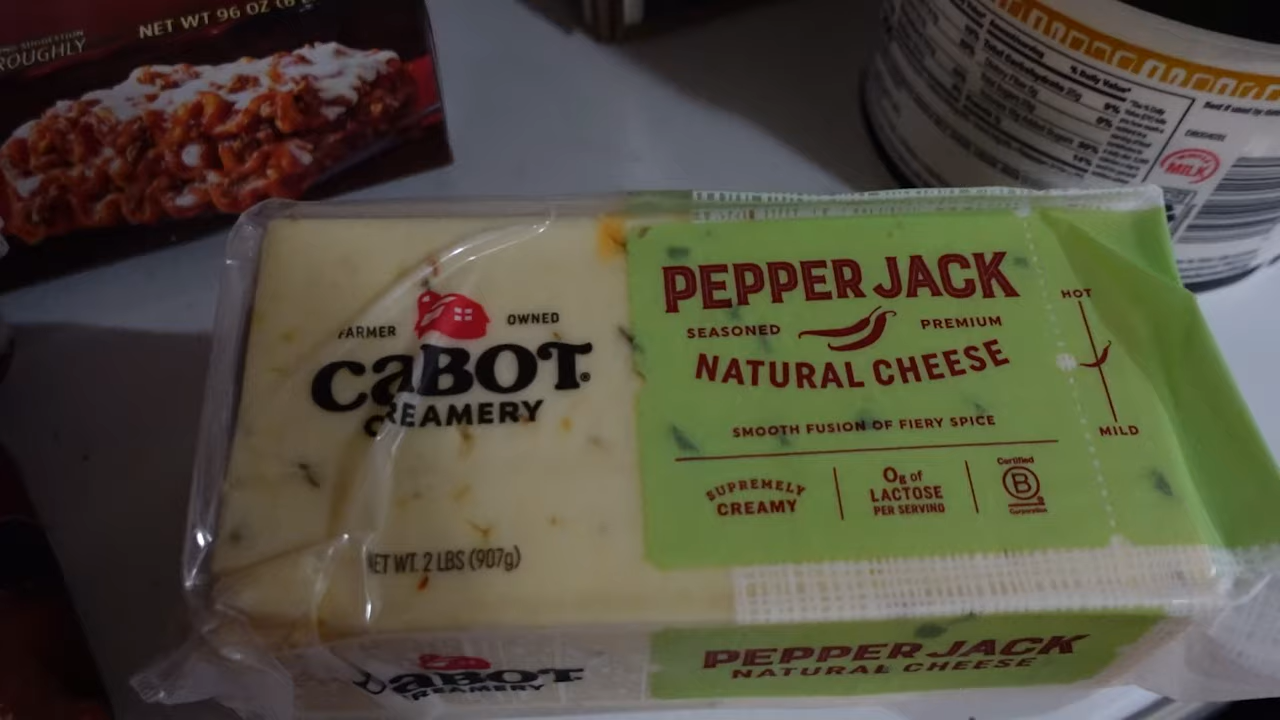 NET WT 96 OZ (6
ROUGHLY
% Daily Value*
MILK
FARMER OWNED
CABOT
CREAMERY
NET WT. 2 LBS (907g)
PEPPER JACK
SEASONED PREMIUM
NATURAL CHEESE
SMOOTH FUSION OF FIERY SPICE
SUPREMELY
CREAMY
0g of
LACTOSE
PER SERVING
Certified
B
Corporation
HOT
MILD
CABOT
CREAMERY
PEPPER JACK
NATURAL CHEESE